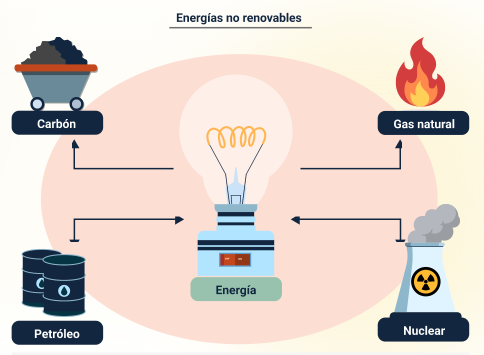 Energías no renovables
Carbón
Gas natural
Energía
Petróleo
Nuclear